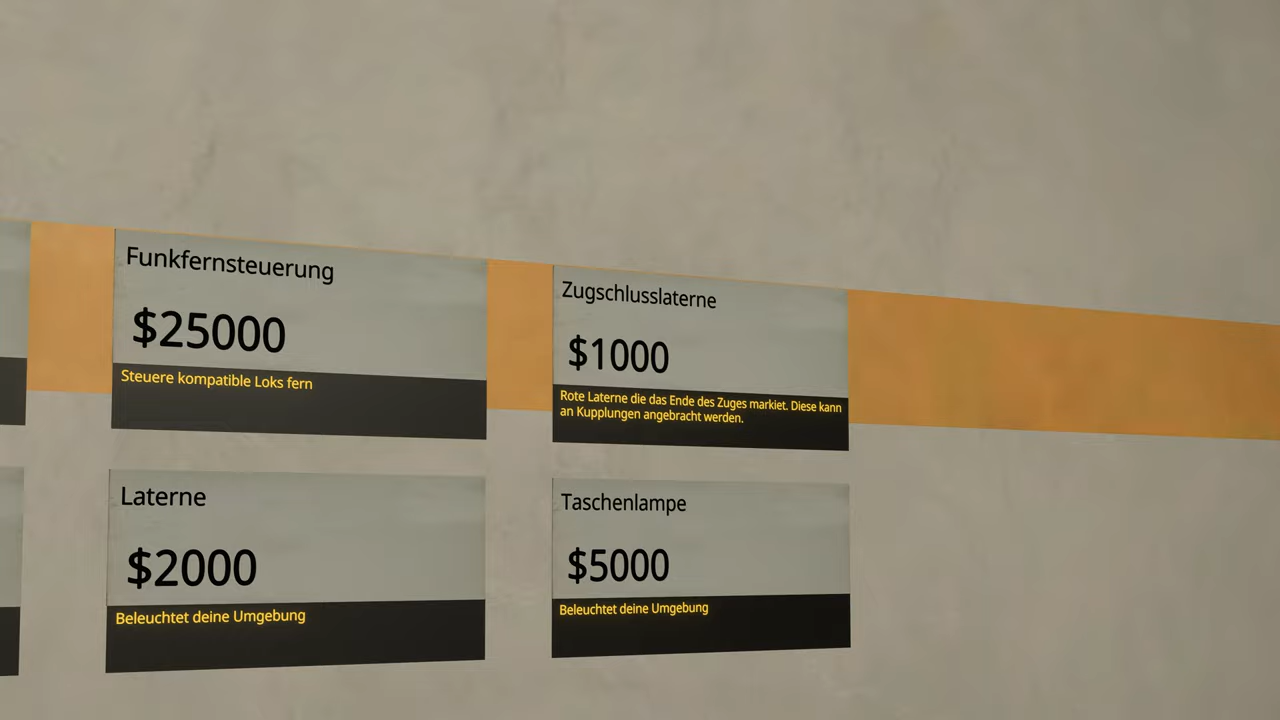 Funkfernsteuerung
$25000
Steuere kompatible Loks fern
Zugschlusslaterne
$1000
Rote Laterne die das Ende des Zuges markiet. Diese kann
an Kupplungen angebracht werden.
Laterne
$2000
Beleuchtet deine Umgebung
Taschenlampe
$5000
Beleuchtet deine Umgebung